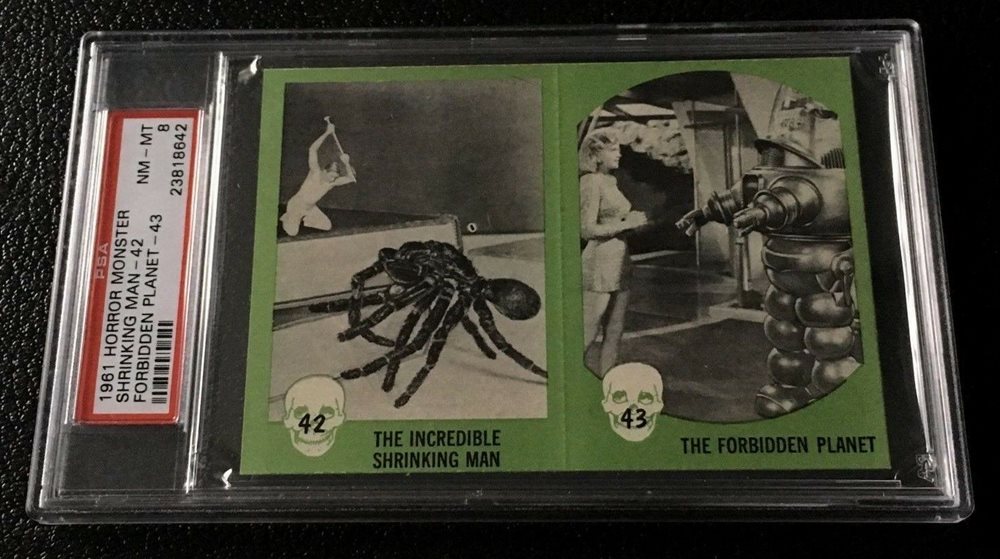 PSA
1961 HORROR MONSTER
SHRINKING MAN-42
FORBIDDEN PLANET-43
NM-MT
8
23818642
42
THE INCREDIBLE
SHRINKING MAN
43
THE FORBIDDEN PLANET